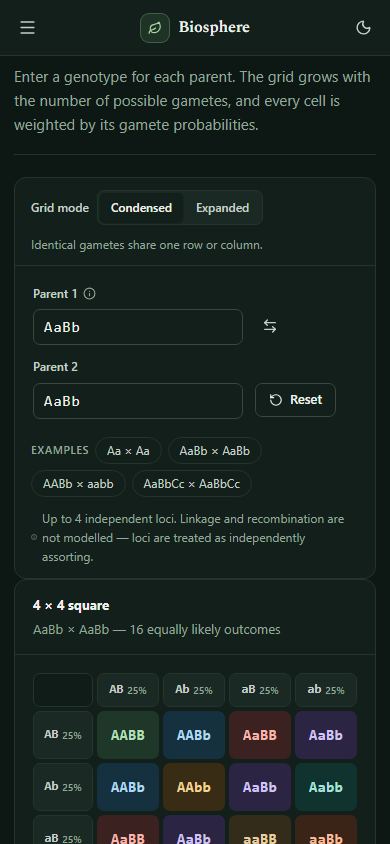 Biosphere
Enter a genotype for each parent. The grid grows with
the number of possible gametes, and every cell is
weighted by its gamete probabilities.
Grid mode Condensed Expanded
Identical gametes share one row or column.
Parent 1
AaBb
Parent 2
AaBb
Reset
EXAMPLES Aa × Aa AaBb × AaBb
AABb × aabb AaBbCc × AaBbCc
Up to 4 independent loci. Linkage and recombination are
not modelled — loci are treated as independently
assorting.
4 × 4 square
AaBb × AaBb — 16 equally likely outcomes
AB 25% Ab 25% aB 25% ab 25%
AB 25% AABB AABb AaBB AaBb
Ab 25% AABb AAbb AaBb Aabb
aB 25% AaBB AaBb aaBB aaBb